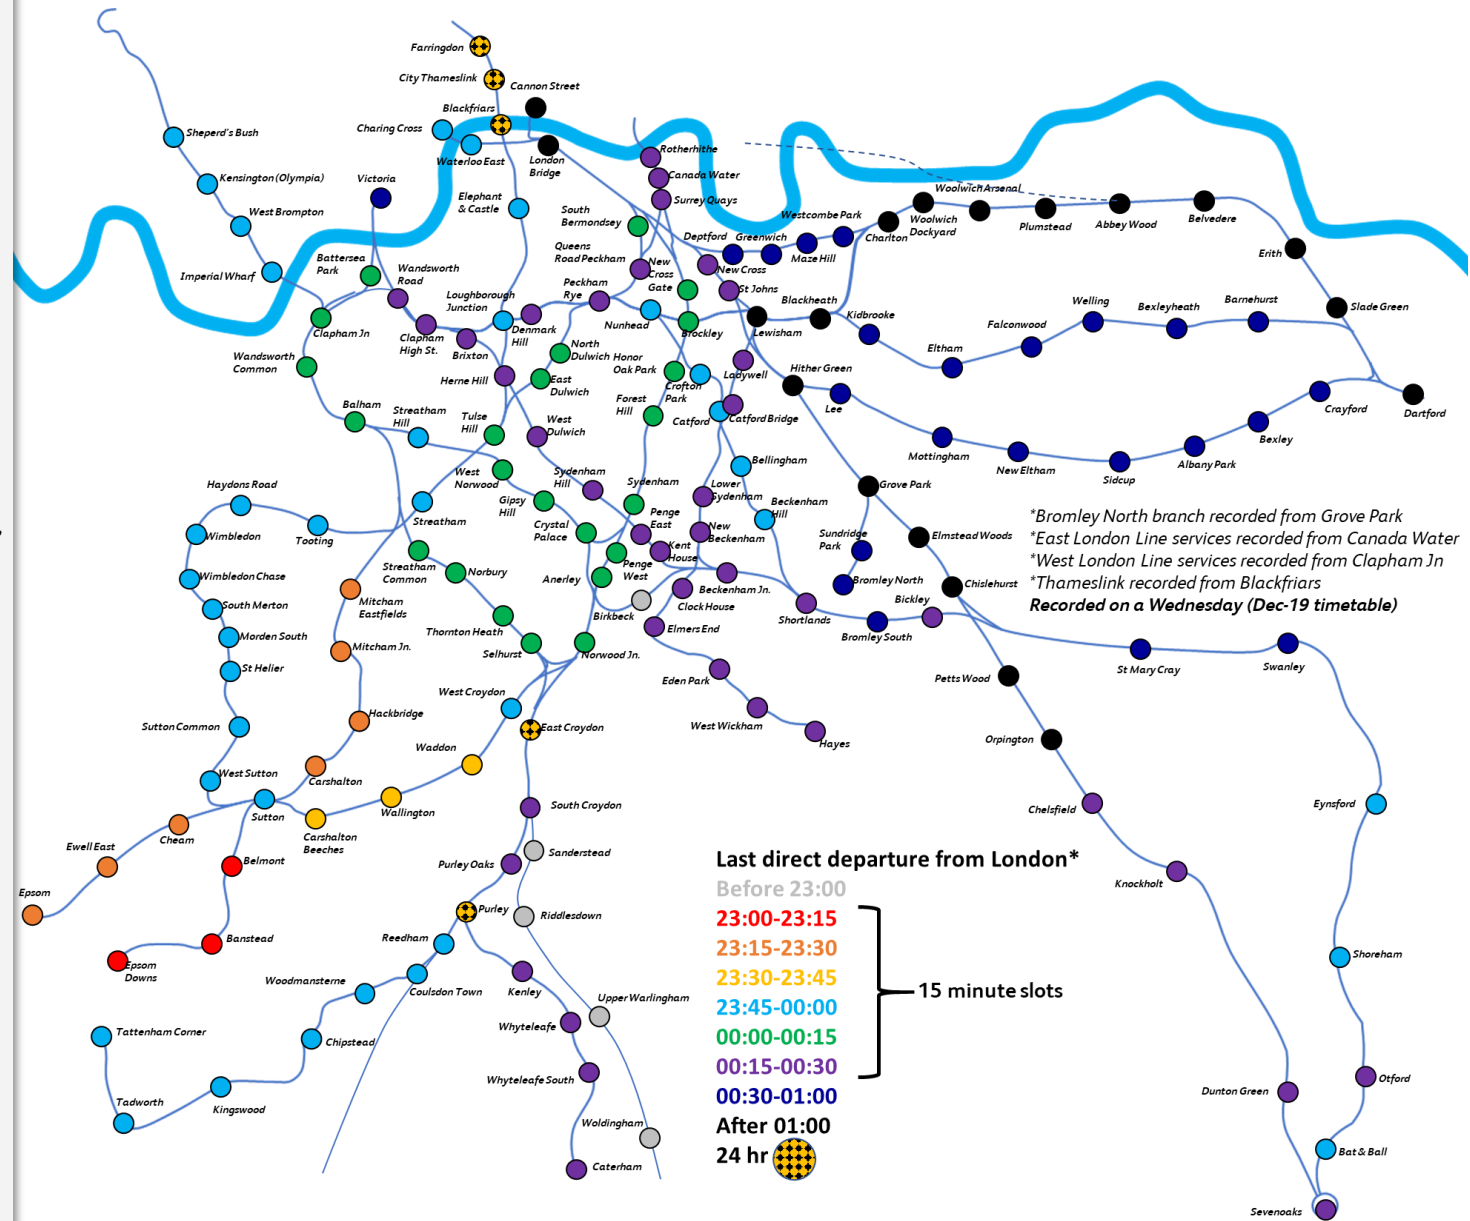 Farringdon
City Thameslink
Cannon Street
Blackfriars
Charing Cross
Waterloo East
London
Bridge
Sheperd's Bush
Kensington (Olympia)
Victoria
West Brompton
Imperial Wharf
Elephant
& Castle
Rotherhithe
Canada Water
Surrey Quays
South
Bermondsey
Queens
Road Peckham
New
Cross
Gate
Deptford
Greenwich
Westcombe Park
Maze Hill
Charlton
Woolwich Arsenal
Woolwich
Dockyard
Plumstead
Abbey Wood
Belvedere
Erith
Slade Green
Dartford
Battersea
Park
Wandsworth
Road
Clapham Jn
Clapham
High St.
Loughborough
Junction
Brixton
Denmark
Hill
Peckham
Rye
Nunhead
New Cross
St Johns
Brockley
Lewisham
Blackheath
Kidbrooke
Eltham
Falconwood
Welling
Bexleyheath
Barnehurst
Wandsworth
Common
Herne Hill
North
Dulwich
East
Dulwich
Honor
Oak Park
Crofton
Park
Ladywell
Hither Green
Lee
Mottingham
New Eltham
Sidcup
Albany Park
Bexley
Crayford
Balham
Streatham
Hill
Tulse
Hill
West
Dulwich
Forest
Hill
Catford
Catford Bridge
Bellingham
Haydons Road
West
Norwood
Gipsy
Hill
Sydenham
Hill
Sydenham
Lower
Sydenham
Beckenham
Hill
Grove Park
Wimbledon
Tooting
Streatham
Crystal
Palace
Penge
East
New
Beckenham
Sundridge
Park
Elmstead Woods
*Bromley North branch recorded from Grove Park
*East London Line services recorded from Canada Water
*West London Line services recorded from Clapham Jn
*Thameslink recorded from Blackfriars
Recorded on a Wednesday (Dec-19 timetable)
Wimbledon Chase
South Merton
Morden South
St Helier
Sutton Common
West Sutton
Sutton
Streatham
Common
Norbury
Anerley
Penge
West
Kent
House
Birkbeck
Clock House
Beckenham Jn.
Shortlands
Bromley North
Bickley
Bromley South
Chislehurst
Mitcham
Eastfields
Mitcham Jn.
Hackbridge
Carshalton
Thornton Heath
Selhurst
Norwood Jn.
Elmers End
Eden Park
West Wickham
Hayes
Petts Wood
St Mary Cray
Swanley
West Croydon
East Croydon
Waddon
Wallington
Carshalton
Beeches
Orpington
Chelsfield
Knockholt
Eynsford
Cheam
Ewell East
Epsom
Belmont
Banstead
Epsom
Downs
South Croydon
Sanderstead
Purley Oaks
Purley
Riddlesdown
Reedham
Coulsdon Town
Woodmansterne
Chipstead
Kingswood
Tadworth
Tattenham Corner
Kenley
Upper Warlingham
Whyteleafe
Whyteleafe South
Woldingham
Caterham
Shoreham
Otford
Dunton Green
Bat & Ball
Sevenoaks
Last direct departure from London*
Before 23:00
23:00-23:15
23:15-23:30
23:30-23:45
23:45-00:00
00:00-00:15
00:15-00:30
00:30-01:00
After 01:00
24 hr
15 minute slots